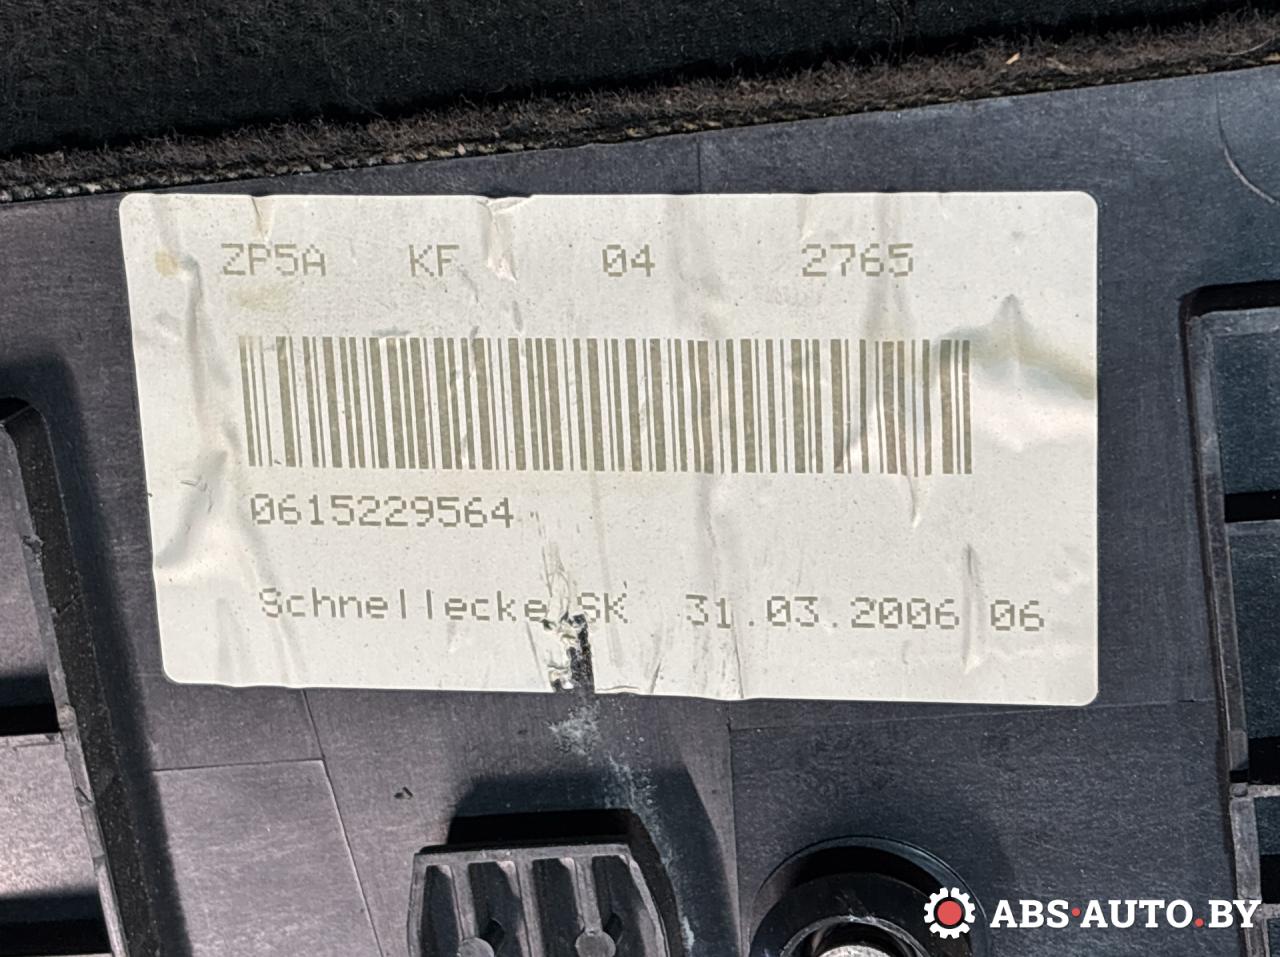 ZP5A KF 04 2765
0615229564
Schnellecke SK 31.03.2006 06
ABS·AUTO.BY